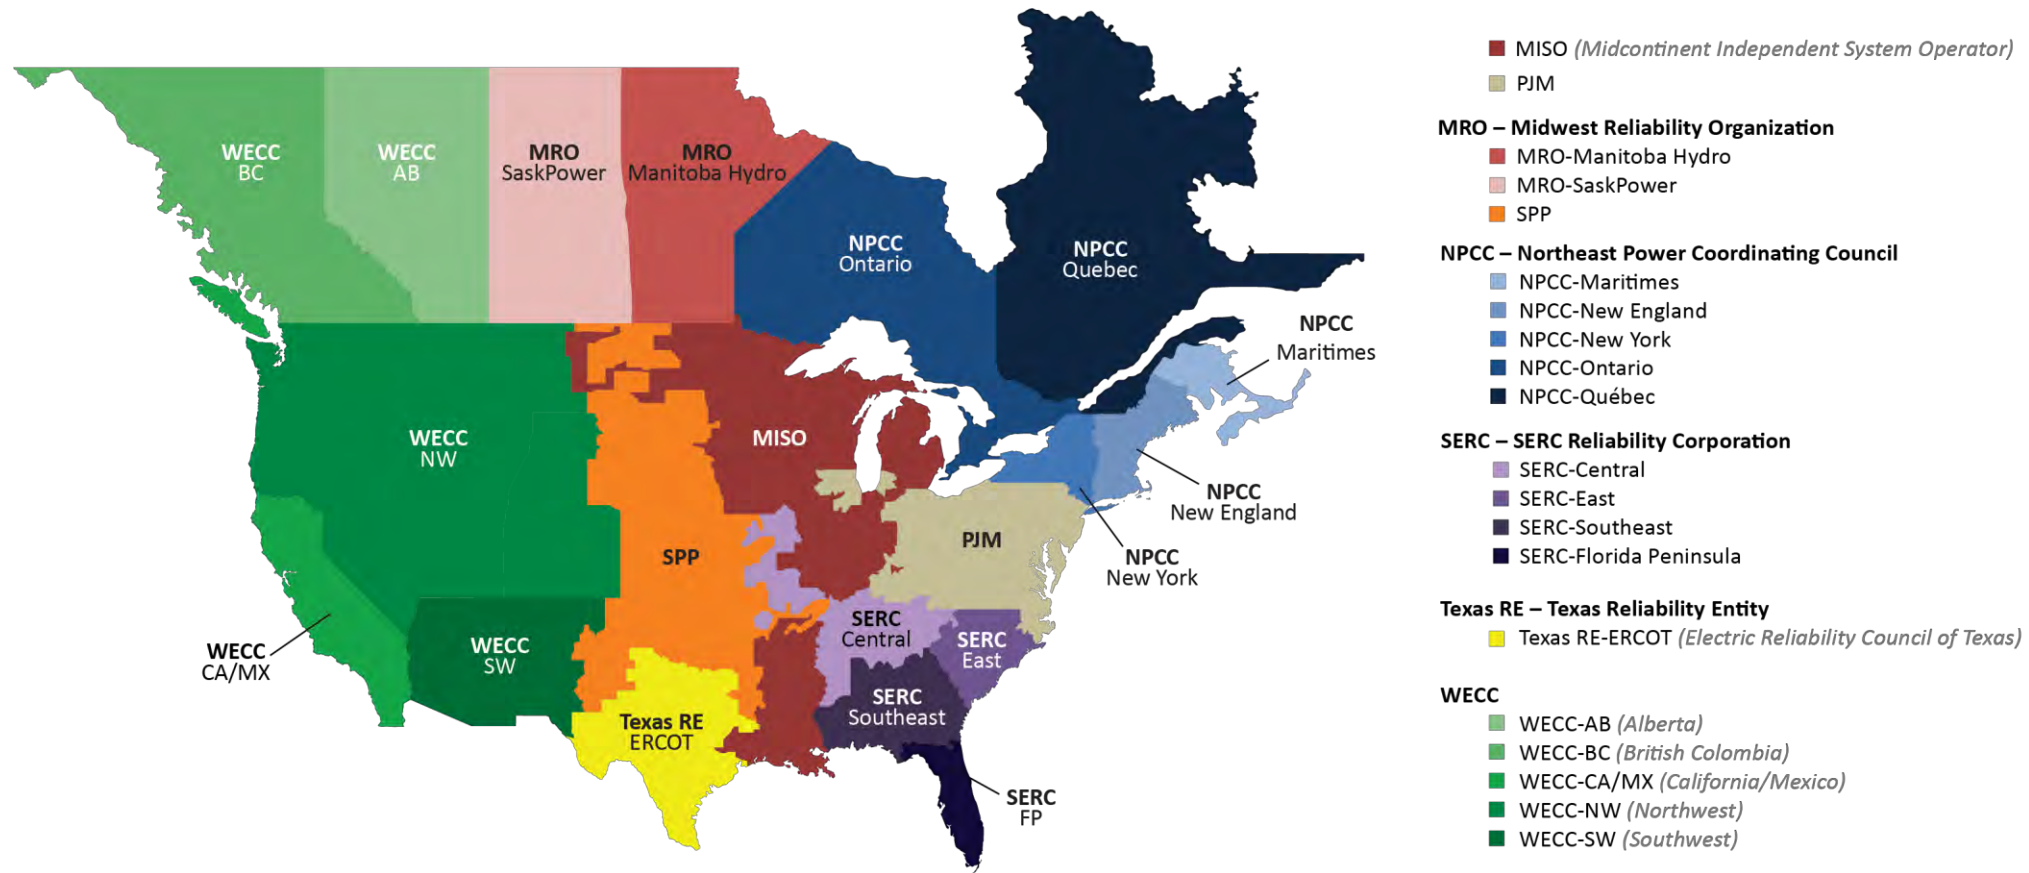 WECC
BC
WECC
AB
MRO
SaskPower
MRO
Manitoba Hydro
NPCC
Ontario
NPCC
Quebec
NPCC
Maritimes
WECC
NW
MISO
NPCC
New England
SPP
PJM
NPCC
New York
WECC
CA/MX
WECC
SW
SERC
Central
SERC
East
Texas RE
ERCOT
SERC
Southeast
SERC
FP
MISO (Midcontinent Independent System Operator)
PJM
MRO – Midwest Reliability Organization
MRO-Manitoba Hydro
MRO-SaskPower
SPP
NPCC – Northeast Power Coordinating Council
NPCC-Maritimes
NPCC-New England
NPCC-New York
NPCC-Ontario
NPCC-Québec
SERC – SERC Reliability Corporation
SERC-Central
SERC-East
SERC-Southeast
SERC-Florida Peninsula
Texas RE – Texas Reliability Entity
Texas RE-ERCOT (Electric Reliability Council of Texas)
WECC
WECC-AB (Alberta)
WECC-BC (British Colombia)
WECC-CA/MX (California/Mexico)
WECC-NW (Northwest)
WECC-SW (Southwest)